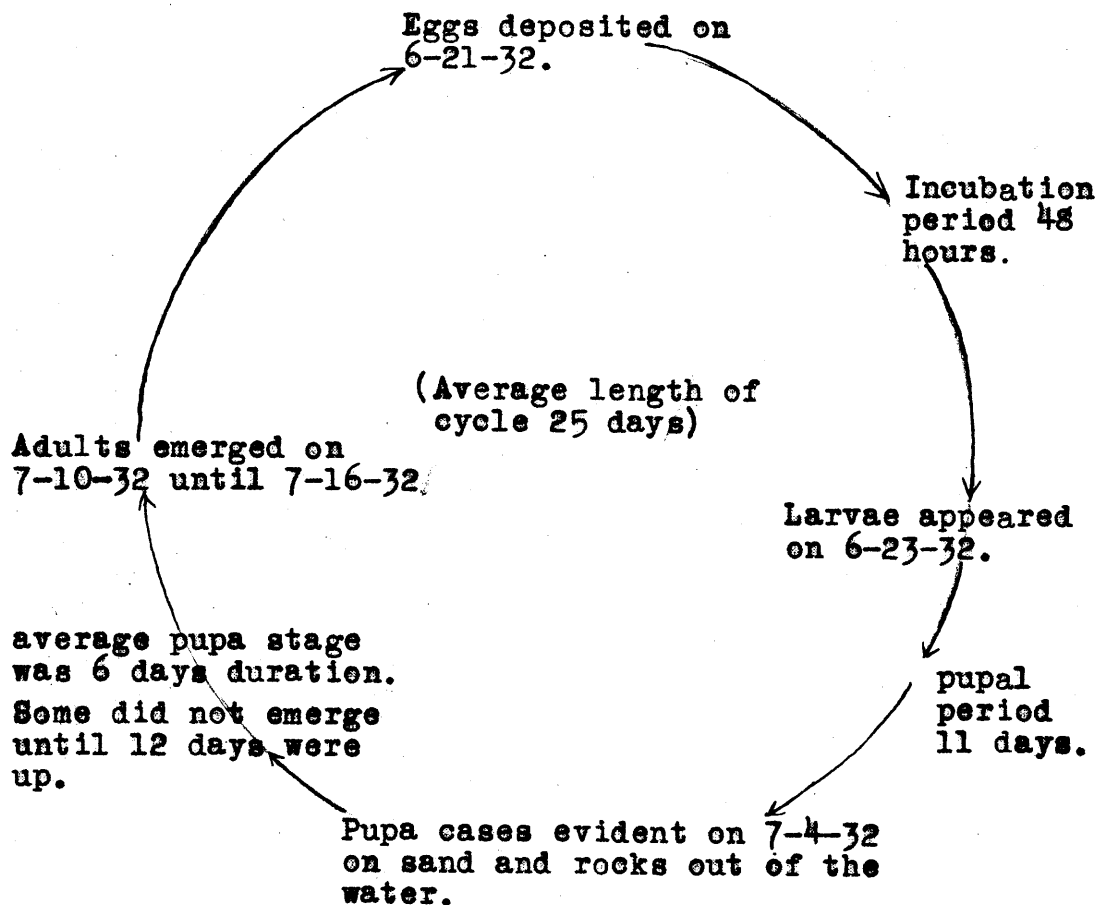 Eggs deposited on
6-21-32.
Incubation
period 48
hours.
(Average length of
cycle 25 days)
Larvae appeared
on 6-23-32.
pupal
period
11 days.
Pupa cases evident on 7-4-32
on sand and rocks out of the
water.
average pupa stage
was 6 days duration.
Some did not emerge
until 12 days were
up.
Adults emerged on
7-10-32 until 7-16-32.